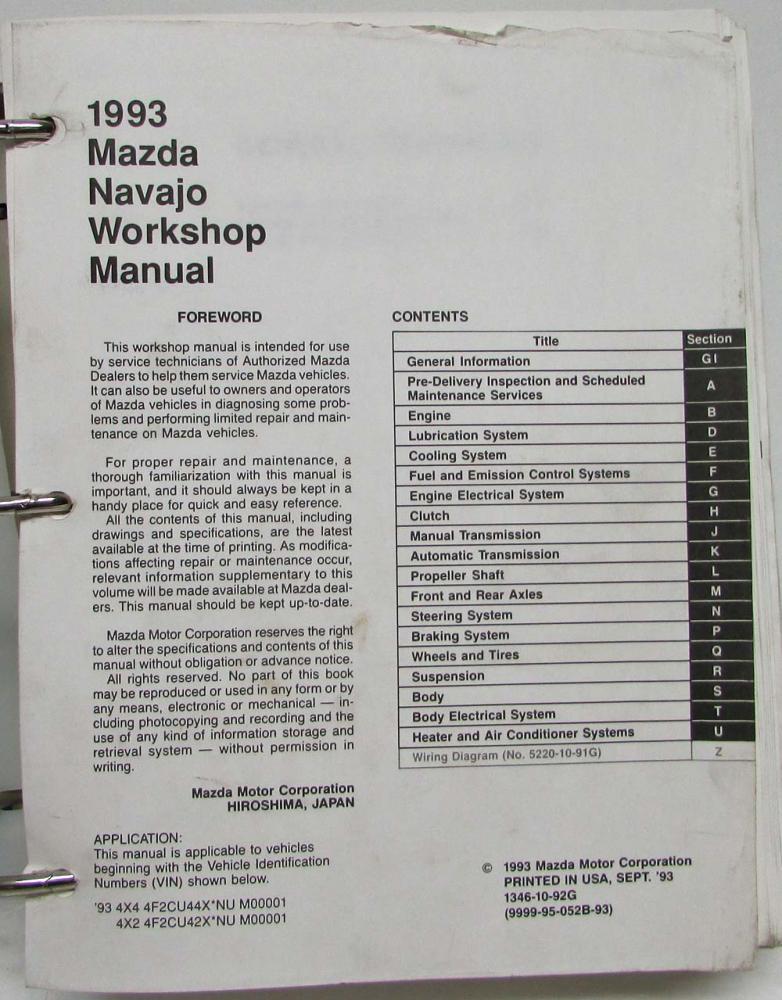 1993
Mazda
Navajo
Workshop
Manual
FOREWORD
This workshop manual is intended for use
by service technicians of Authorized Mazda
Dealers to help them service Mazda vehicles.
It can also be useful to owners and operators
of Mazda vehicles in diagnosing some prob-
lems and performing limited repair and main-
tenance on Mazda vehicles.
For proper repair and maintenance, a
thorough familiarization with this manual is
important, and it should always be kept in a
handy place for quick and easy reference.
All the contents of this manual, including
drawings and specifications, are the latest
available at the time of printing. As modifica-
tions affecting repair or maintenance occur,
relevant information supplementary to this
volume will be made available at Mazda deal-
ers. This manual should be kept up-to-date.
Mazda Motor Corporation reserves the right
to alter the specifications and contents of this
manual without obligation or advance notice.
All rights reserved. No part of this book
may be reproduced or used in any form or by
any means, electronic or mechanical — in-
cluding photocopying and recording and the
use of any kind of information storage and
retrieval system — without permission in
writing.
Mazda Motor Corporation
HIROSHIMA, JAPAN
APPLICATION:
This manual is applicable to vehicles
beginning with the Vehicle Identification
Numbers (VIN) shown below.
'93 4X4 4F2CU44X*NU M00001
4X2 4F2CU42X*NU M00001
CONTENTS
Title Section
General Information GI
Pre-Delivery Inspection and Scheduled
Maintenance Services A
Engine B
Lubrication System D
Cooling System E
Fuel and Emission Control Systems F
Engine Electrical System G
Clutch H
Manual Transmission J
Automatic Transmission K
Propeller Shaft L
Front and Rear Axles M
Steering System N
Braking System P
Wheels and Tires Q
Suspension R
Body S
Body Electrical System T
Heater and Air Conditioner Systems U
Wiring Diagram (No. 5220-10-91G) Z
© 1993 Mazda Motor Corporation
PRINTED IN USA, SEPT. '93
1346-10-92G
(9999-95-052B-93)